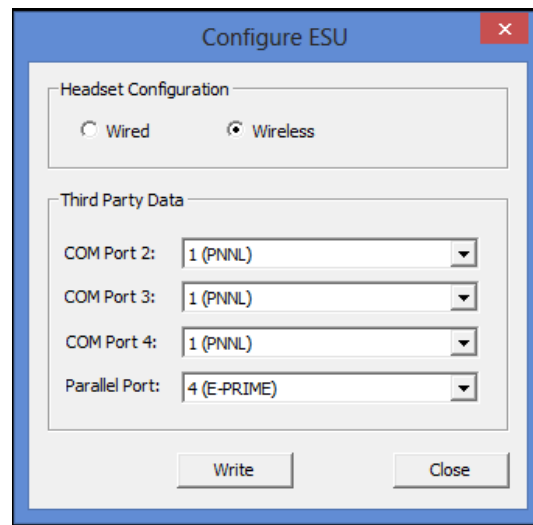 Configure ESU
Headset Configuration
Wired Wireless
Third Party Data
COM Port 2: 1 (PNNL)
COM Port 3: 1 (PNNL)
COM Port 4: 1 (PNNL)
Parallel Port: 4 (E-PRIME)
Write Close